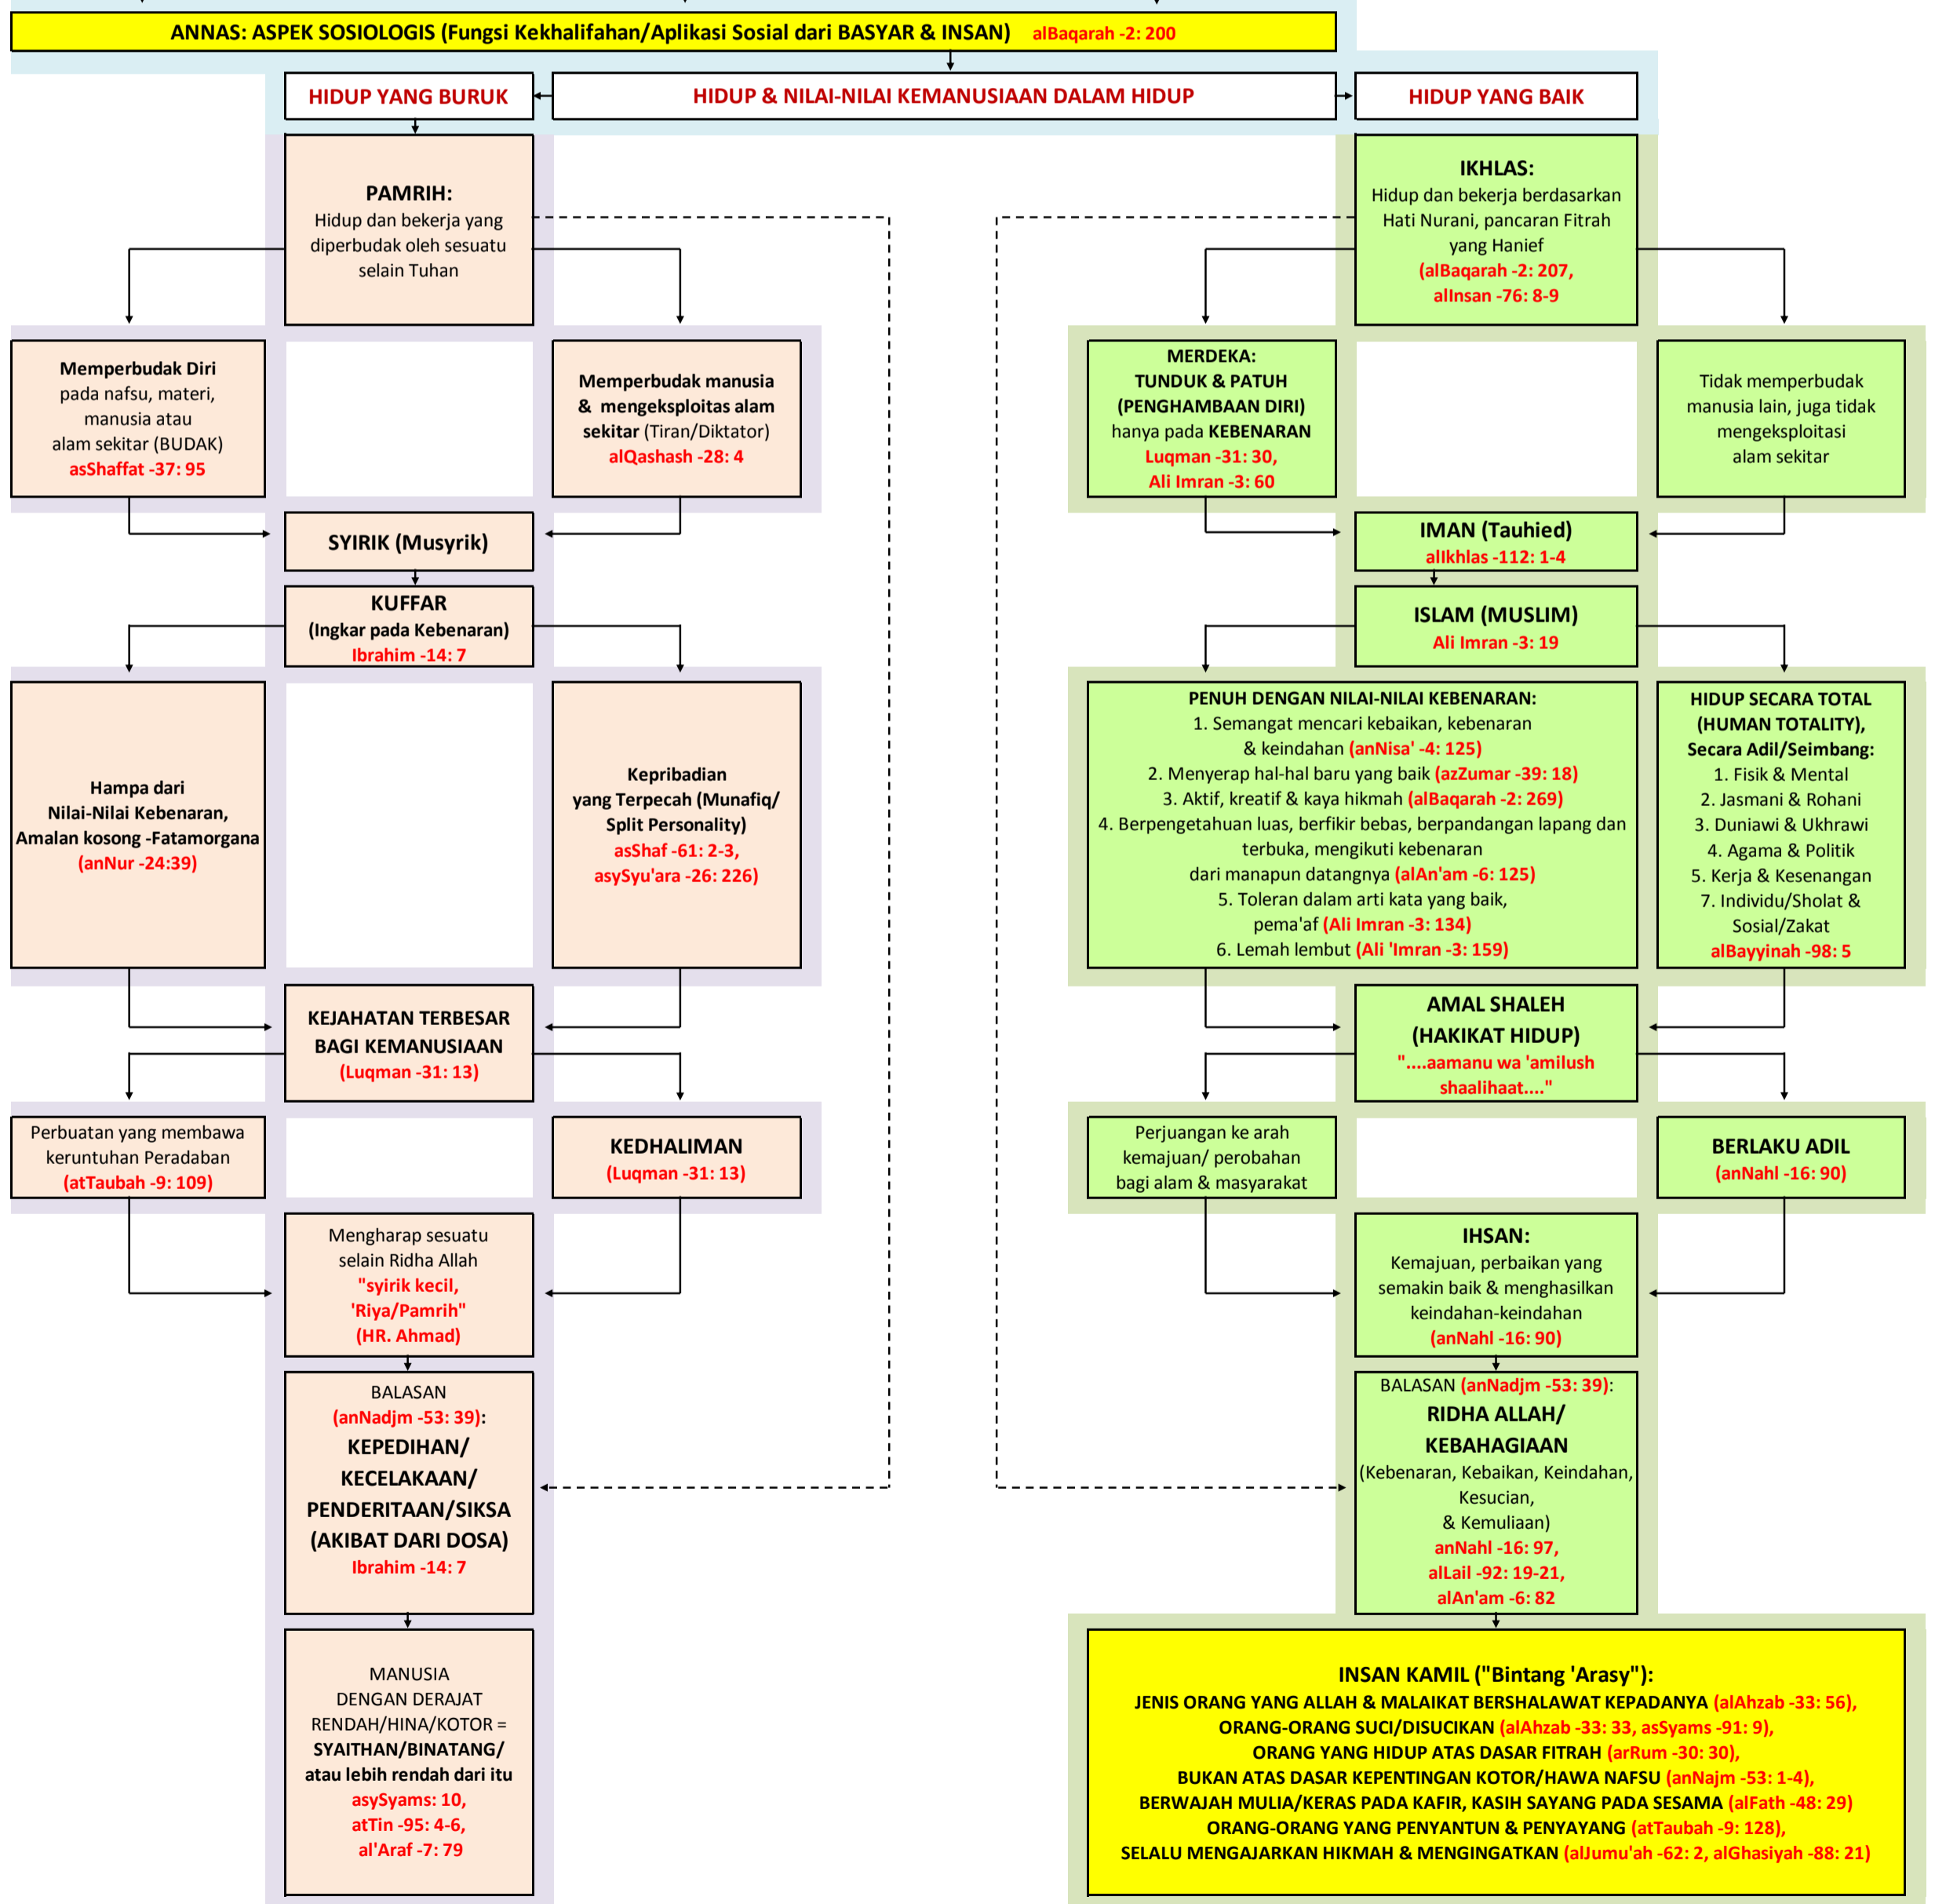 ANNAS: ASPEK SOSIOLOGIS (Fungsi Kekhalifahan/Aplikasi Sosial dari BASYAR & INSAN) alBaqarah -2: 200
HIDUP YANG BURUK
HIDUP & NILAI-NILAI KEMANUSIAAN DALAM HIDUP
HIDUP YANG BAIK
PAMRIH:
Hidup dan bekerja yang
diperbudak oleh sesuatu
selain Tuhan
Memperbudak Diri
pada nafsu, materi,
manusia atau
alam sekitar (BUDAK)
asShaffat -37: 95
Memperbudak manusia
& mengeksploitas alam
sekitar (Tiran/Diktator)
alQashash -28: 4
SYIRIK (Musyrik)
KUFFAR
(Ingkar pada Kebenaran)
Ibrahim -14: 7
Hampa dari
Nilai-Nilai Kebenaran,
Amalan kosong -Fatamorgana
(anNur -24:39)
Kepribadian
yang Terpecah (Munafiq/
Split Personality)
asShaf -61: 2-3,
asySyu'ara -26: 226)
KEJAHATAN TERBESAR
BAGI KEMANUSIAAN
(Luqman -31: 13)
Perbuatan yang membawa
keruntuhan Peradaban
(atTaubah -9: 109)
KEDHALIMAN
(Luqman -31: 13)
Mengharap sesuatu
selain Ridha Allah
"syirik kecil,
'Riya/Pamrih"
(HR. Ahmad)
BALASAN
(anNadjm -53: 39):
KEPEDIHAN/
KECELAKAAN/
PENDERITAAN/SIKSA
(AKIBAT DARI DOSA)
Ibrahim -14: 7
MANUSIA
DENGAN DERAJAT
RENDAH/HINA/KOTOR =
SYAITHAN/BINATANG/
atau lebih rendah dari itu
asySyams: 10,
atTin -95: 4-6,
al'Araf -7: 79
IKHLAS:
Hidup dan bekerja berdasarkan
Hati Nurani, pancaran Fitrah
yang Hanief
(alBaqarah -2: 207,
alInsan -76: 8-9
MERDEKA:
TUNDUK & PATUH
(PENGHAMBAAN DIRI)
hanya pada KEBENARAN
Luqman -31: 30,
Ali Imran -3: 60
Tidak memperbudak
manusia lain, juga tidak
mengeksploitasi
alam sekitar
IMAN (Tauhied)
alIkhlas -112: 1-4
ISLAM (MUSLIM)
Ali Imran -3: 19
PENUH DENGAN NILAI-NILAI KEBENARAN:
1. Semangat mencari kebaikan, kebenaran
& keindahan (anNisa' -4: 125)
2. Menyerap hal-hal baru yang baik (azZumar -39: 18)
3. Aktif, kreatif & kaya hikmah (alBaqarah -2: 269)
4. Berpengetahuan luas, berfikir bebas, berpandangan lapang dan
terbuka, mengikuti kebenaran
dari manapun datangnya (alAn'am -6: 125)
5. Toleran dalam arti kata yang baik,
pema'af (Ali Imran -3: 134)
6. Lemah lembut (Ali 'Imran -3: 159)
HIDUP SECARA TOTAL
(HUMAN TOTALITY),
Secara Adil/Seimbang:
1. Fisik & Mental
2. Jasmani & Rohani
3. Duniawi & Ukhrawi
4. Agama & Politik
5. Kerja & Kesenangan
7. Individu/Sholat &
Sosial/Zakat
alBayyinah -98: 5
AMAL SHALEH
(HAKIKAT HIDUP)
"....aamanu wa 'amilush
shaalihaat...."
Perjuangan ke arah
kemajuan/ perobahan
bagi alam & masyarakat
BERLAKU ADIL
(anNahl -16: 90)
IHSAN:
Kemajuan, perbaikan yang
semakin baik & menghasilkan
keindahan-keindahan
(anNahl -16: 90)
BALASAN (anNadjm -53: 39):
RIDHA ALLAH/
KEBAHAGIAAN
(Kebenaran, Kebaikan, Keindahan,
Kesucian,
& Kemuliaan)
anNahl -16: 97,
alLail -92: 19-21,
alAn'am -6: 82
INSAN KAMIL ("Bintang 'Arasy"):
JENIS ORANG YANG ALLAH & MALAIKAT BERSHALAWAT KEPADANYA (alAhzab -33: 56),
ORANG-ORANG SUCI/DISUCIKAN (alAhzab -33: 33, asSyams -91: 9),
ORANG YANG HIDUP ATAS DASAR FITRAH (arRum -30: 30),
BUKAN ATAS DASAR KEPENTINGAN KOTOR/HAWA NAFSU (anNajm -53: 1-4),
BERWAJAH MULIA/KERAS PADA KAFIR, KASIH SAYANG PADA SESAMA (alFath -48: 29)
ORANG-ORANG YANG PENYANTUN & PENYAYANG (atTaubah -9: 128),
SELALU MENGAJARKAN HIKMAH & MENGINGATKAN (alJumu'ah -62: 2, alGhasiyah -88: 21)